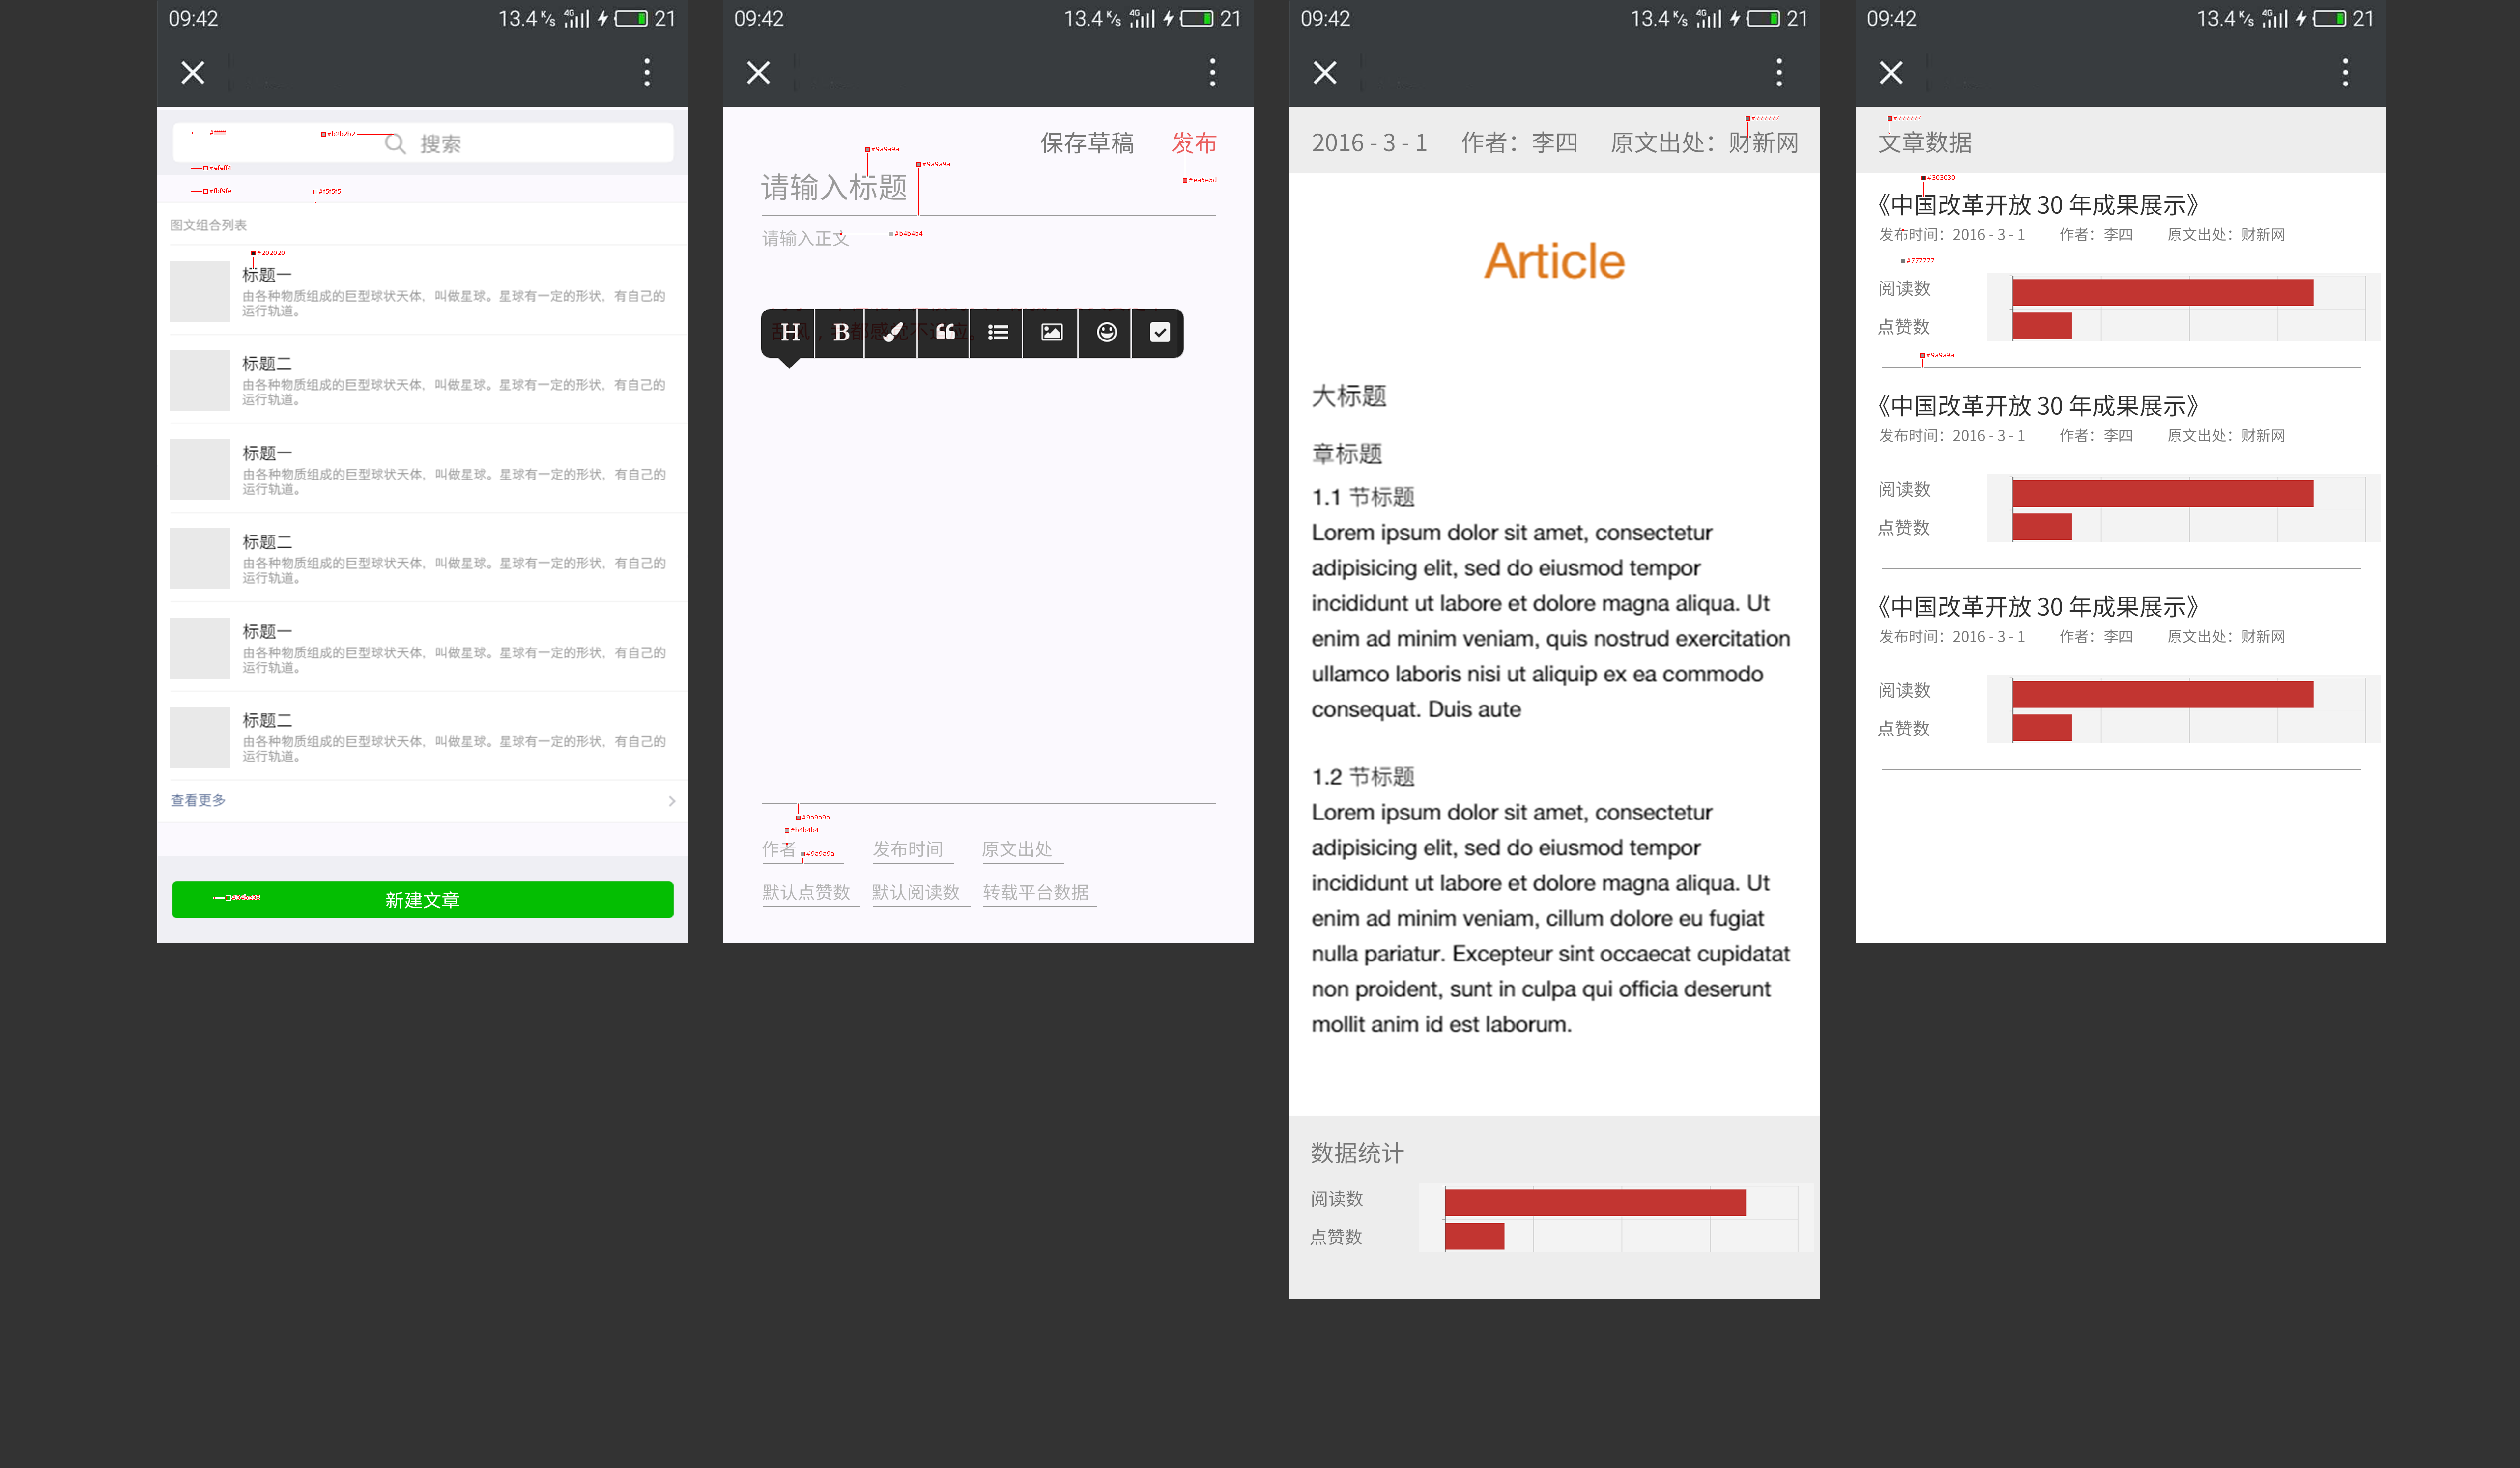 09:42
13.4 K/s 4G 21
#ffffff
#b2b2b2
搜索
#efeff4
#fbf9fe
#f5f5f5
图文组合列表
#202020
标题一
由各种物质组成的巨型球状天体，叫做星球。星球有一定的形状，有自己的
运行轨道。
标题二
由各种物质组成的巨型球状天体，叫做星球。星球有一定的形状，有自己的
运行轨道。
标题一
由各种物质组成的巨型球状天体，叫做星球。星球有一定的形状，有自己的
运行轨道。
标题二
由各种物质组成的巨型球状天体，叫做星球。星球有一定的形状，有自己的
运行轨道。
标题一
由各种物质组成的巨型球状天体，叫做星球。星球有一定的形状，有自己的
运行轨道。
标题二
由各种物质组成的巨型球状天体，叫做星球。星球有一定的形状，有自己的
运行轨道。
查看更多
新建文章
09:42
13.4 K/s 4G 21
保存草稿 发布
#9a9a9a
#9a9a9a
#ea5e5d
请输入标题
请输入正文
#b4b4b4
H B
#9a9a9a
#b4b4b4
作者 发布时间 原文出处
#9a9a9a
默认点赞数 默认阅读数 转载平台数据
09:42
13.4 K/s 4G 21
#777777
2016 - 3 - 1 作者：李四 原文出处：财新网
Article
大标题
章标题
1.1 节标题
Lorem ipsum dolor sit amet, consectetur
adipisicing elit, sed do eiusmod tempor
incididunt ut labore et dolore magna aliqua. Ut
enim ad minim veniam, quis nostrud exercitation
ullamco laboris nisi ut aliquip ex ea commodo
consequat. Duis aute
1.2 节标题
Lorem ipsum dolor sit amet, consectetur
adipisicing elit, sed do eiusmod tempor
incididunt ut labore et dolore magna aliqua. Ut
enim ad minim veniam, cillum dolore eu fugiat
nulla pariatur. Excepteur sint occaecat cupidatat
non proident, sunt in culpa qui officia deserunt
mollit anim id est laborum.
数据统计
阅读数
点赞数
09:42
13.4 K/s 4G 21
#777777
文章数据
#303030
《中国改革开放 30 年成果展示》
发布时间：2016 - 3 - 1 作者：李四 原文出处：财新网
#777777
阅读数
点赞数
#9a9a9a
《中国改革开放 30 年成果展示》
发布时间：2016 - 3 - 1 作者：李四 原文出处：财新网
阅读数
点赞数
《中国改革开放 30 年成果展示》
发布时间：2016 - 3 - 1 作者：李四 原文出处：财新网
阅读数
点赞数